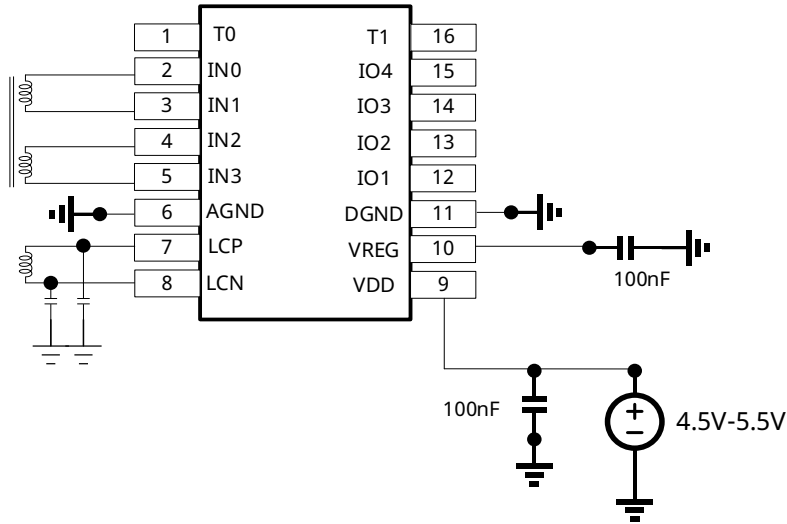 1 T0 T1 16
2 IN0 IO4 15
3 IN1 IO3 14
4 IN2 IO2 13
5 IN3 IO1 12
6 AGND DGND 11
7 LCP VREG 10
100nF
8 LCN VDD 9
100nF 4.5V-5.5V